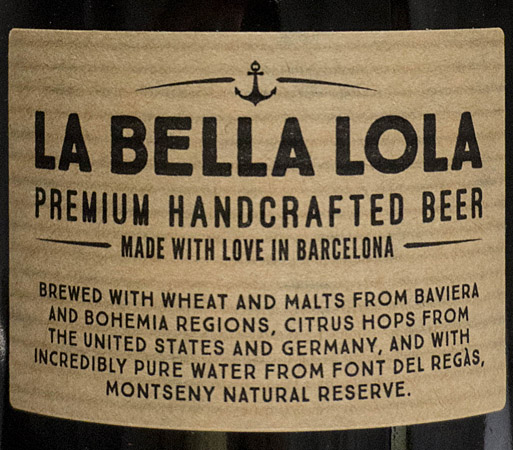 LA BELLA LOLA
PREMIUM HANDCRAFTED BEER
MADE WITH LOVE IN BARCELONA
BREWED WITH WHEAT AND MALTS FROM BAVIERA
AND BOHEMIA REGIONS, CITRUS HOPS FROM
THE UNITED STATES AND GERMANY, AND WITH
INCREDIBLY PURE WATER FROM FONT DEL REGÀS,
MONTSENY NATURAL RESERVE.